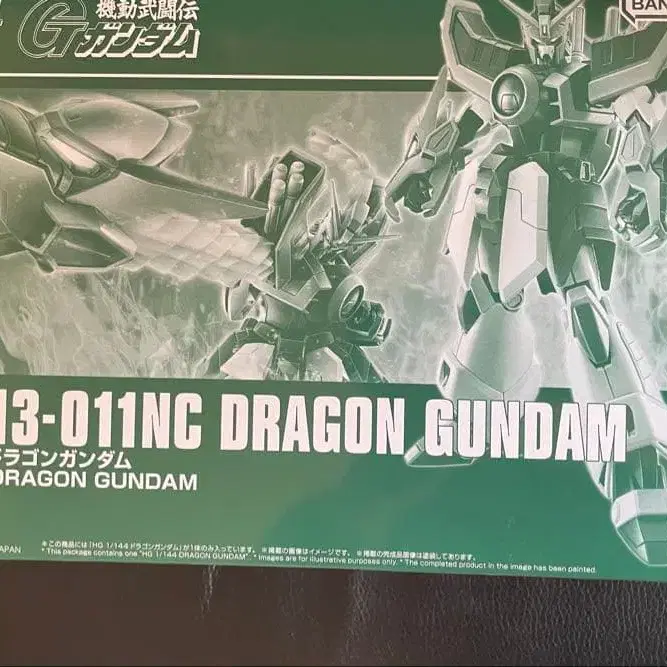 機動武闘伝
Gガンダム
BAN
13-011NC DRAGON GUNDAM
ドラゴンガンダム
DRAGON GUNDAM
APAN
＊この商品には「HG 1/144 ドラゴンガンダム」が1体のみ入っています。 ※掲載の画像はイメージです。 ※掲載の完成品画像は塗装してあります。
* This package contains one "HG 1/144 DRAGON GUNDAM". * Images are for illustrative purposes only. * The completed product in the image has been painted.